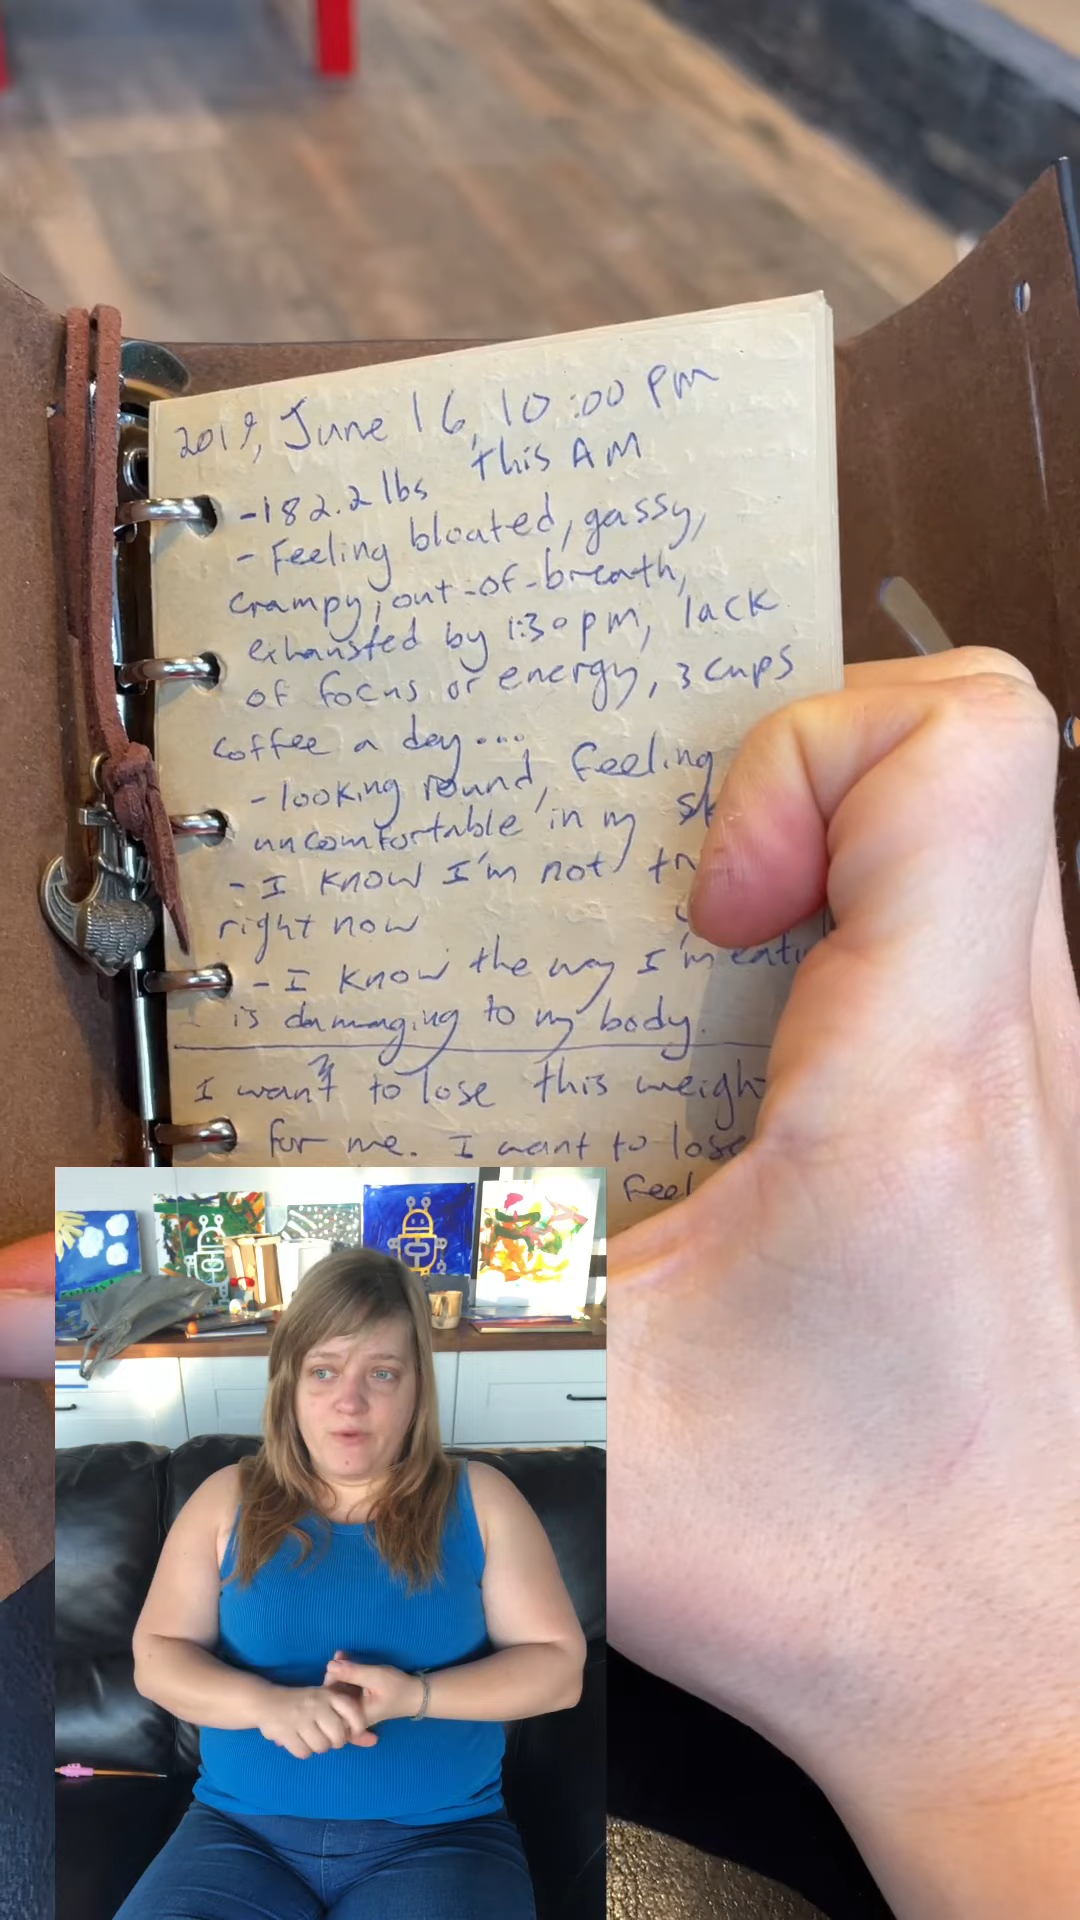 2019, June 16, 10:00 pm
this AM
-182.2 lbs
- Feeling bloated, gassy,
crampy, out-of-breath,
exhausted by 1:30pm, lack
of focus or energy, 3 cups
coffee a day...
- looking round, feeling
uncomfortable in my
- I know I'm not
right now
- I know the way I'm
is damaging to my body.
I want to lose this
for me. I want to lose